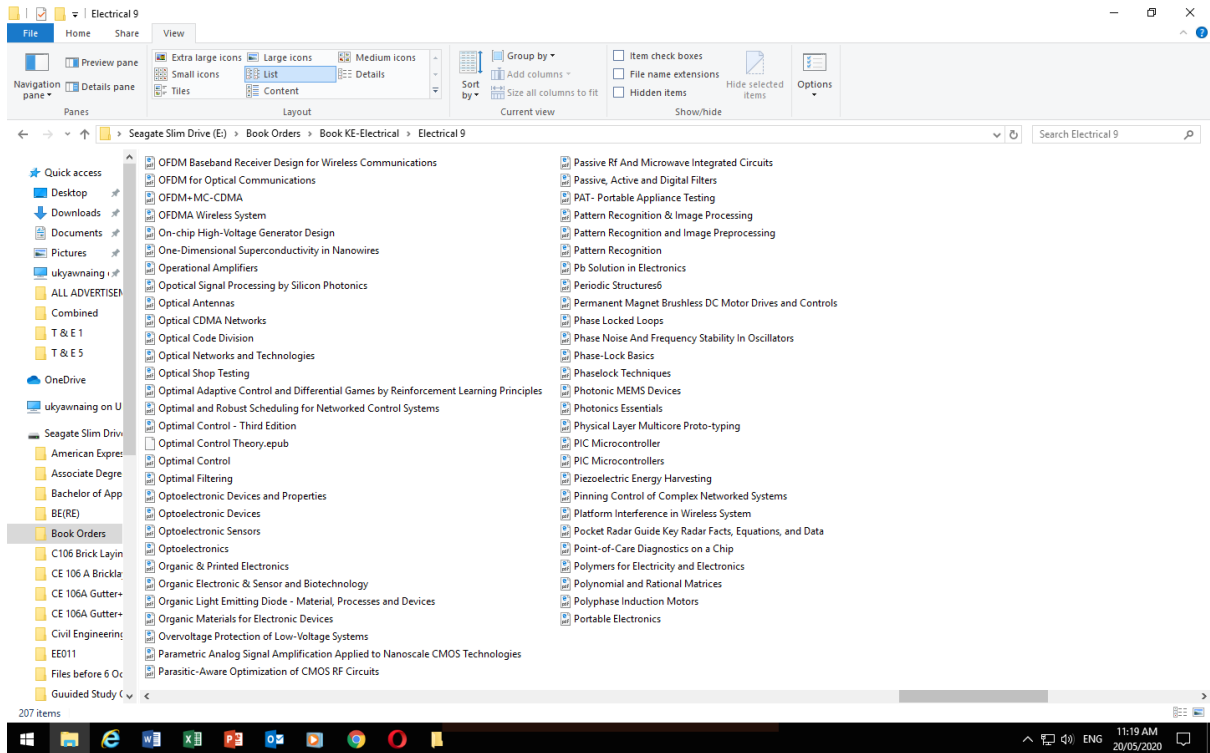 Electrical 9
File Home Share View
Preview pane
Details pane
Navigation pane
Panes
Extra large icons Large icons Medium icons
Small icons List Details
Tiles Content
Layout
Sort by
Group by
Add columns
Size all columns to fit
Current view
Item check boxes
File name extensions
Hidden items
Hide selected items
Show/hide
Options
Seagate Slim Drive (E:) > Book Orders > Book KE-Electrical > Electrical 9
Search Electrical 9
Quick access
Desktop
Downloads
Documents
Pictures
ukyawnaing
ALL ADVERTISEN
Combined
T & E 1
T & E 5
OneDrive
ukyawnaing on U
Seagate Slim Driv
American Expres
Associate Degre
Bachelor of App
BE(RE)
Book Orders
C106 Brick Layin
CE 106 A Brickla
CE 106A Gutter+
CE 106A Gutter+
Civil Engineering
EE011
Files before 6 Oc
Guuided Study (
OFDM Baseband Receiver Design for Wireless Communications
OFDM for Optical Communications
OFDM+MC-CDMA
OFDMA Wireless System
On-chip High-Voltage Generator Design
One-Dimensional Superconductivity in Nanowires
Operational Amplifiers
Opotical Signal Processing by Silicon Photonics
Optical Antennas
Optical CDMA Networks
Optical Code Division
Optical Networks and Technologies
Optical Shop Testing
Optimal Adaptive Control and Differential Games by Reinforcement Learning Principles
Optimal and Robust Scheduling for Networked Control Systems
Optimal Control - Third Edition
Optimal Control Theory.epub
Optimal Control
Optimal Filtering
Optoelectronic Devices and Properties
Optoelectronic Devices
Optoelectronic Sensors
Optoelectronics
Organic & Printed Electronics
Organic Electronic & Sensor and Biotechnology
Organic Light Emitting Diode - Material, Processes and Devices
Organic Materials for Electronic Devices
Overvoltage Protection of Low-Voltage Systems
Parametric Analog Signal Amplification Applied to Nanoscale CMOS Technologies
Parasitic-Aware Optimization of CMOS RF Circuits
Passive Rf And Microwave Integrated Circuits
Passive, Active and Digital Filters
PAT- Portable Appliance Testing
Pattern Recognition & Image Processing
Pattern Recognition and Image Preprocessing
Pattern Recognition
Pb Solution in Electronics
Periodic Structures6
Permanent Magnet Brushless DC Motor Drives and Controls
Phase Locked Loops
Phase Noise And Frequency Stability In Oscillators
Phase-Lock Basics
Phaselock Techniques
Photonic MEMS Devices
Photonics Essentials
Physical Layer Multicore Proto-typing
PIC Microcontroller
PIC Microcontrollers
Piezoelectric Energy Harvesting
Pinning Control of Complex Networked Systems
Platform Interference in Wireless System
Pocket Radar Guide Key Radar Facts, Equations, and Data
Point-of-Care Diagnostics on a Chip
Polymers for Electricity and Electronics
Polynomial and Rational Matrices
Polyphase Induction Motors
Portable Electronics
207 items
ENG
11:19 AM
20/05/2020